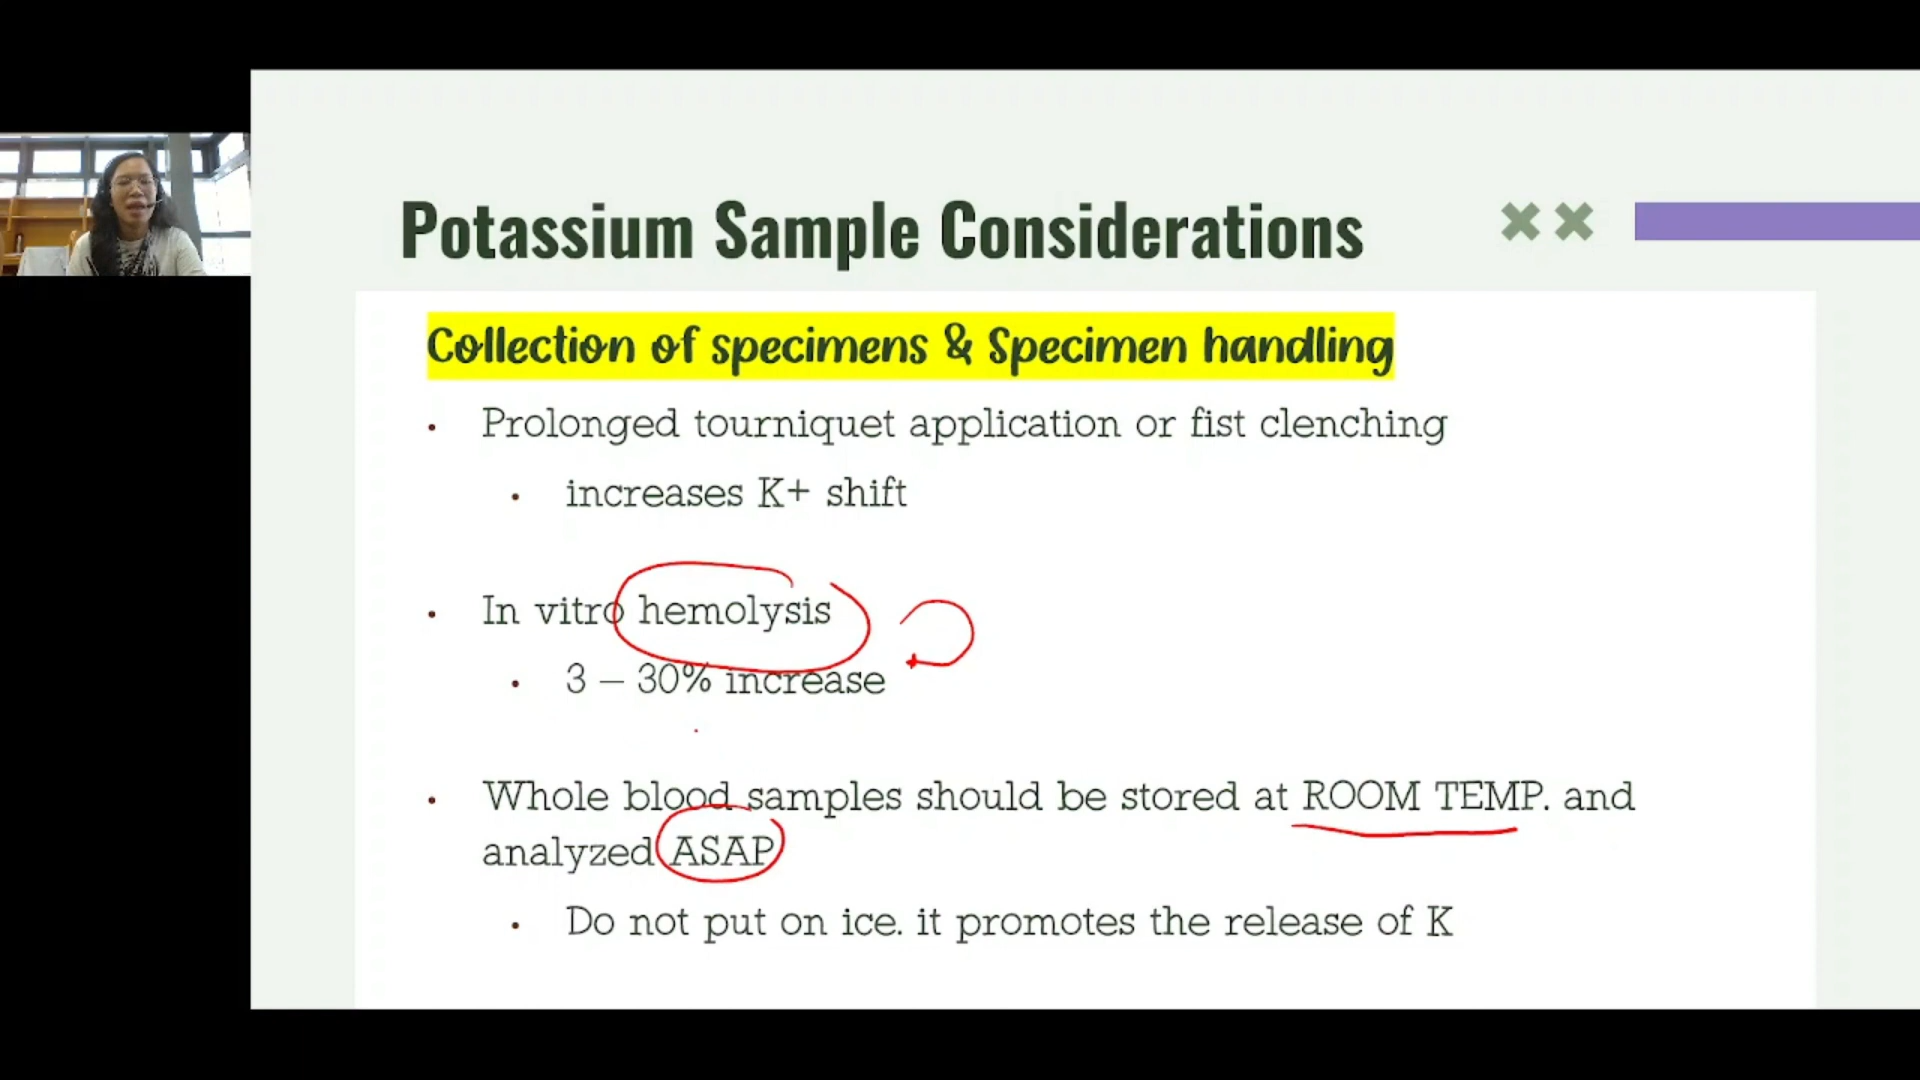 Potassium Sample Considerations
Collection of specimens & Specimen handling
• Prolonged tourniquet application or fist clenching
• increases K+ shift
• In vitro hemolysis
• 3 – 30% increase
• Whole blood samples should be stored at ROOM TEMP. and
analyzed ASAP
• Do not put on ice. it promotes the release of K